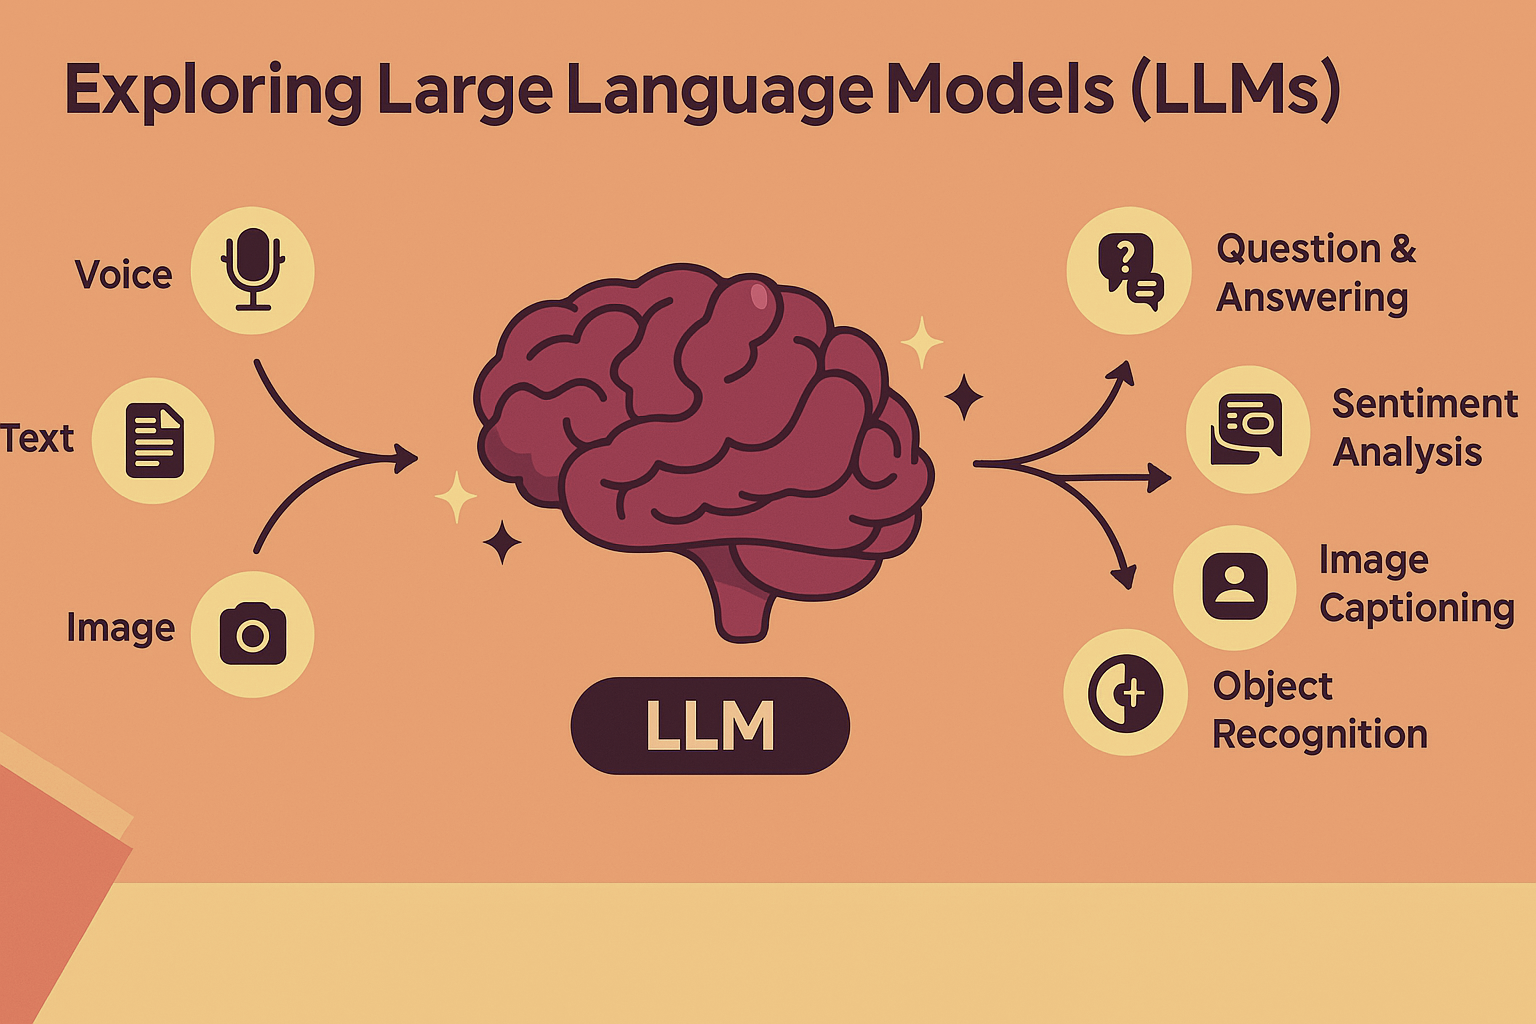 Exploring Large Language Models (LLMs)
Voice
Text
Image
LLM
Question &
Answering
Sentiment
Analysis
Image
Captioning
Object
Recognition